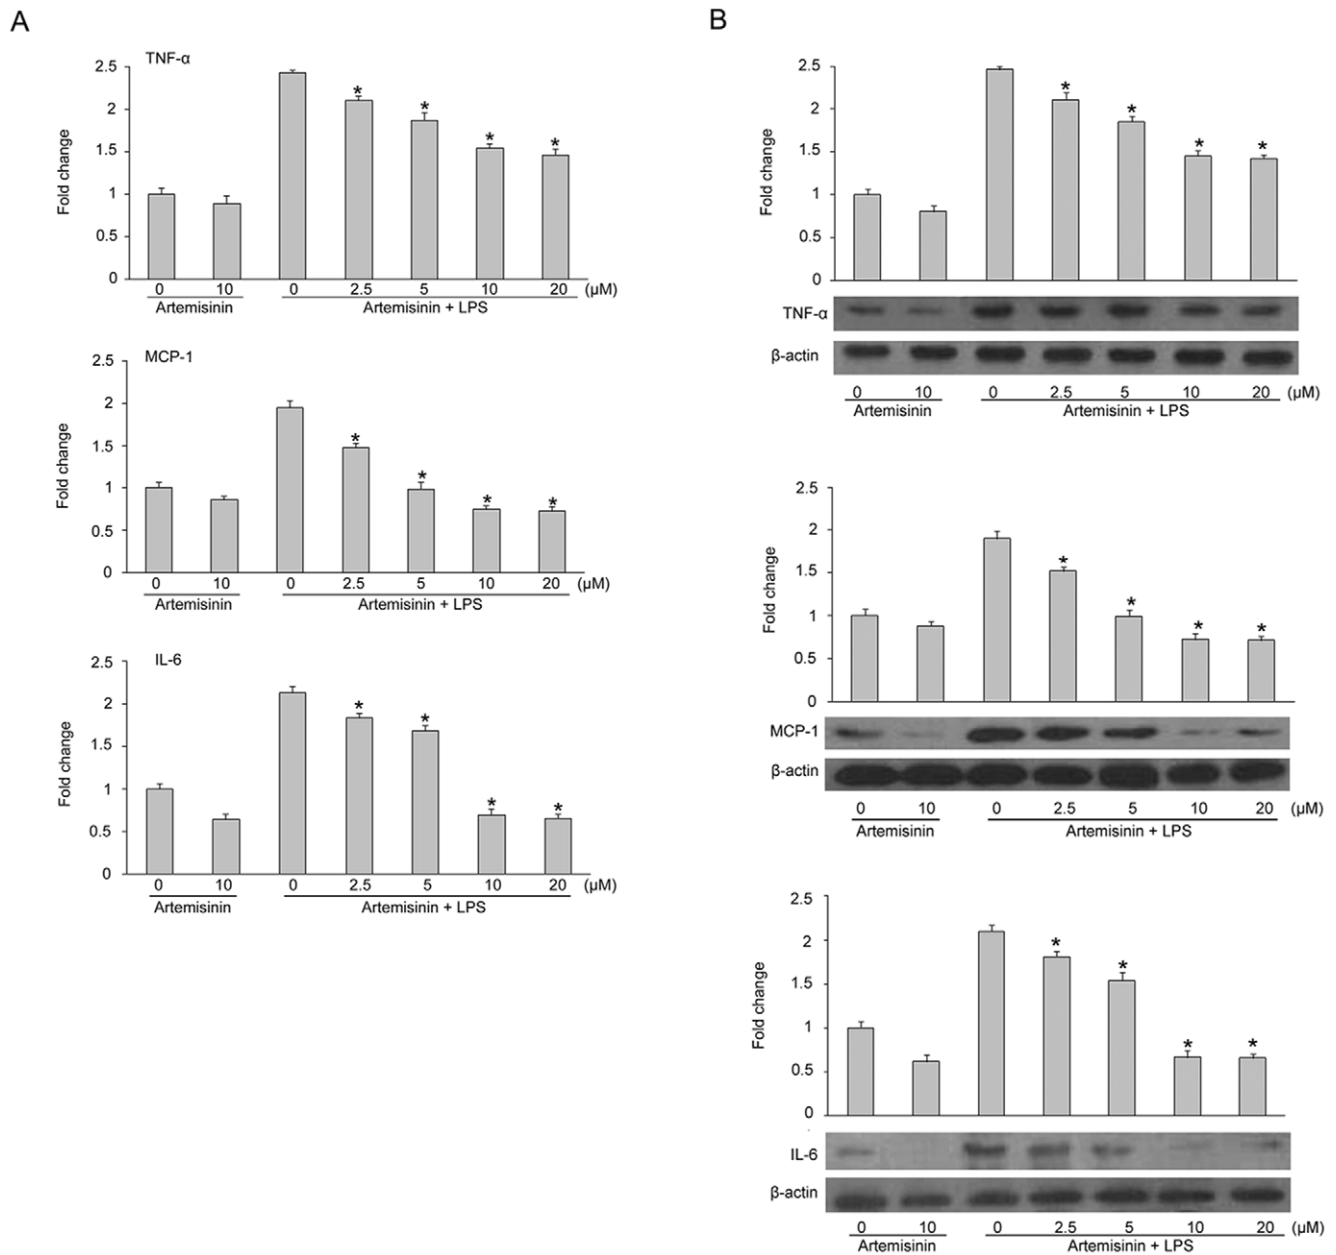 A
TNF-α
Fold change
2.5
2
1.5
1
0.5
0
* * * *
0 10 0 2.5 5 10 20 (μM)
Artemisinin Artemisinin + LPS
MCP-1
Fold change
2.5
2
1.5
1
0.5
0
* * * *
0 10 0 2.5 5 10 20 (μM)
Artemisinin Artemisinin + LPS
IL-6
Fold change
2.5
2
1.5
1
0.5
0
* * * *
0 10 0 2.5 5 10 20 (μM)
Artemisinin Artemisinin + LPS
B
Fold change
2.5
2
1.5
1
0.5
0
* * * *
TNF-α
β-actin
0 10 0 2.5 5 10 20 (μM)
Artemisinin Artemisinin + LPS
Fold change
2.5
2
1.5
1
0.5
0
* * * *
MCP-1
β-actin
0 10 0 2.5 5 10 20 (μM)
Artemisinin Artemisinin + LPS
Fold change
2.5
2
1.5
1
0.5
0
* * * *
IL-6
β-actin
0 10 0 2.5 5 10 20 (μM)
Artemisinin Artemisinin + LPS